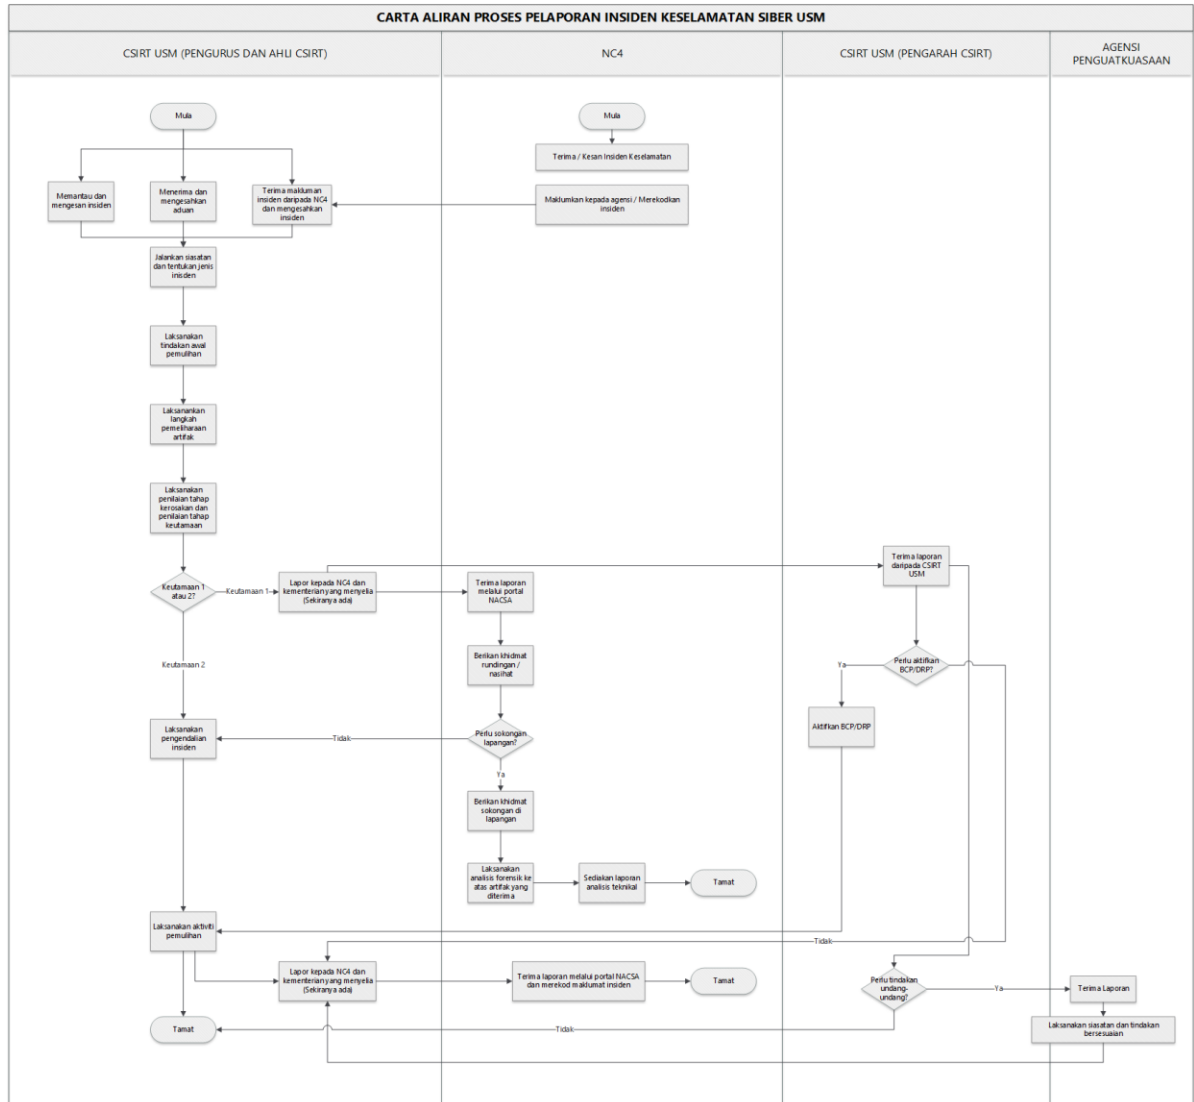 CARTA ALIRAN PROSES PELAPORAN INSIDEN KESELAMATAN SIBER USM
CSIRT USM (PENGURUS DAN AHLI CSIRT)
NC4
CSIRT USM (PENGARAH CSIRT)
AGENSI
PENGUATKUASAAN
Mula
Mula
Terima / Kesan Insiden Keselamatan
Memantau dan
mengesan insiden
Menerima dan
mengesahkan
aduan
Terima makluman
insiden daripada NC4
dan mengesahkan
insiden
Maklumkan kepada agensi / Merekodkan
insiden
Jalankan siasatan
dan tentukan jenis
inisden
Laksanakan
tindakan awal
pemulihan
Laksanankan
langkah
pemeliharaan
artifak
Laksanakan
penilaian tahap
kerosakan dan
penilaian tahap
keutamaan
Keutamaan 1
atau 2?
Keutamaan 1
Lapor kepada NC4 dan
kementerian yang menyelia
(Sekiranya ada)
Terima laporan
melalui portal
NACSA
Terima laporan
daripada CSIRT
USM
Keutamaan 2
Berikan khidmat
rundingan /
nasihat
Ya
Perlu aktifkan
BCP/DRP?
Laksanakan
pengendalian
insiden
Tidak
Perlu sokongan
lapangan?
Aktifkan BCP/DRP
Ya
Berikan khidmat
sokongan di
lapangan
Laksanakan
analisis forensik ke
atas artifak yang
diterima
Sediakan laporan
analisis teknikal
Tamat
Laksanakan aktiviti
pemulihan
Tidak
Lapor kepada NC4 dan
kementerian yang menyelia
(Sekiranya ada)
Terima laporan melalui portal NACSA
dan merekod maklumat insiden
Tamat
Perlu tindakan
undang-
undang?
Ya
Terima Laporan
Tamat
Tidak
Laksanakan siasatan dan tindakan
bersesuaian